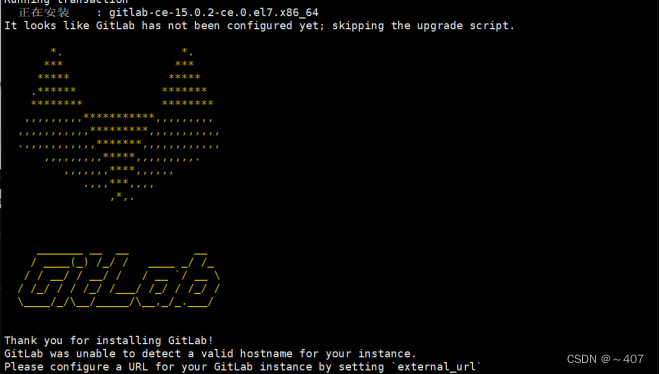 Running transaction
正在安装    : gitlab-ce-15.0.2-ce.0.el7.x86_64
It looks like GitLab has not been configured yet; skipping the upgrade script.
GitLab
Thank you for installing GitLab!
GitLab was unable to detect a valid hostname for your instance.
Please configure a URL for your GitLab instance by setting `external_url`
CSDN @～407